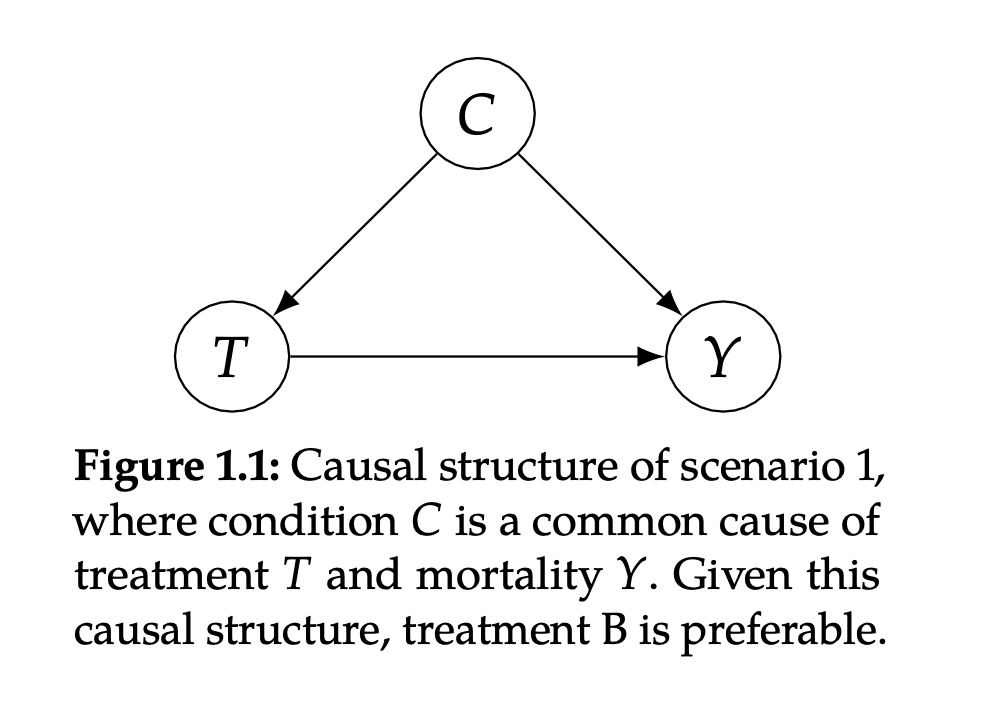 C
T
Y
Figure 1.1: Causal structure of scenario 1,
where condition C is a common cause of
treatment T and mortality Y. Given this
causal structure, treatment B is preferable.